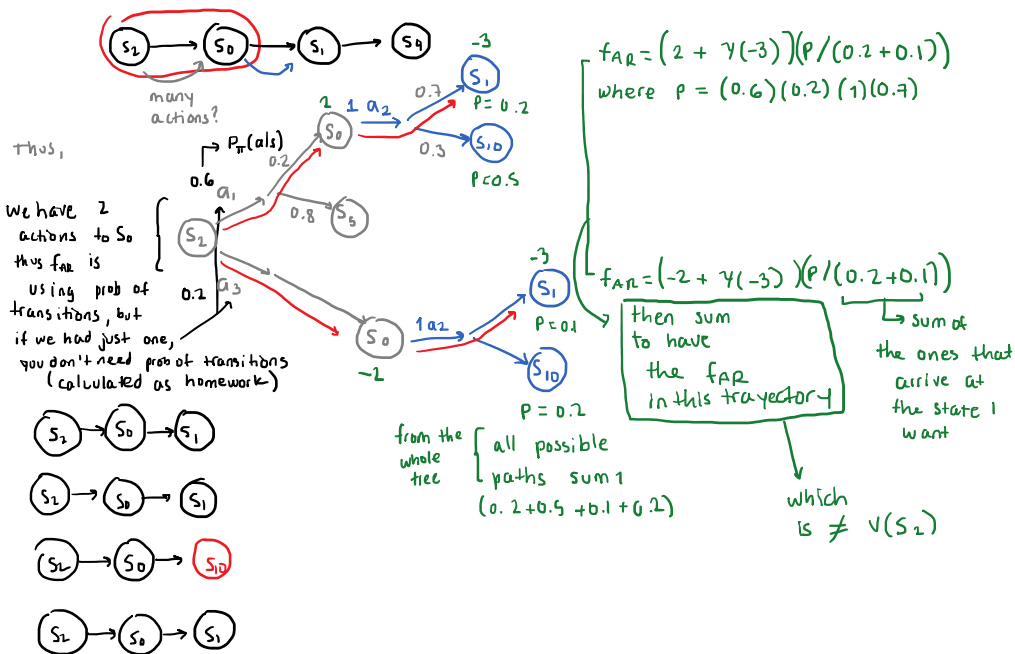 S2 S0 S1 S9
many
actions?
Thus,
Pπ(a|s)
0.6
a1
0.2
2
S0
1 a2
0.7
-3
S1
P = 0.2
0.3
S10
P=0.5
0.8
S5
We have 2
actions to S0
thus fAR is
using prob of
transitions, but
if we had just one,
you don't need prob of transitions
(calculated as homework)
S2
0.2
a3
S0
-2
1 a2
-3
S1
P=0.1
S10
P = 0.2
from the
whole
tree
all possible
paths sum 1
(0.2+0.5+0.1+0.2)
S2 S0 S1
S2 S0 S1
S2 S0 S10
S2 S0 S1
fAR = (2 + γ(-3))(P/(0.2+0.1))
where P = (0.6)(0.2)(1)(0.7)
fAR = (-2 + γ(-3))(P/(0.2+0.1))
sum of
the ones that
arrive at
the state I
want
then sum
to have
the fAR
in this trayectory
which
is ≠ V(S2)